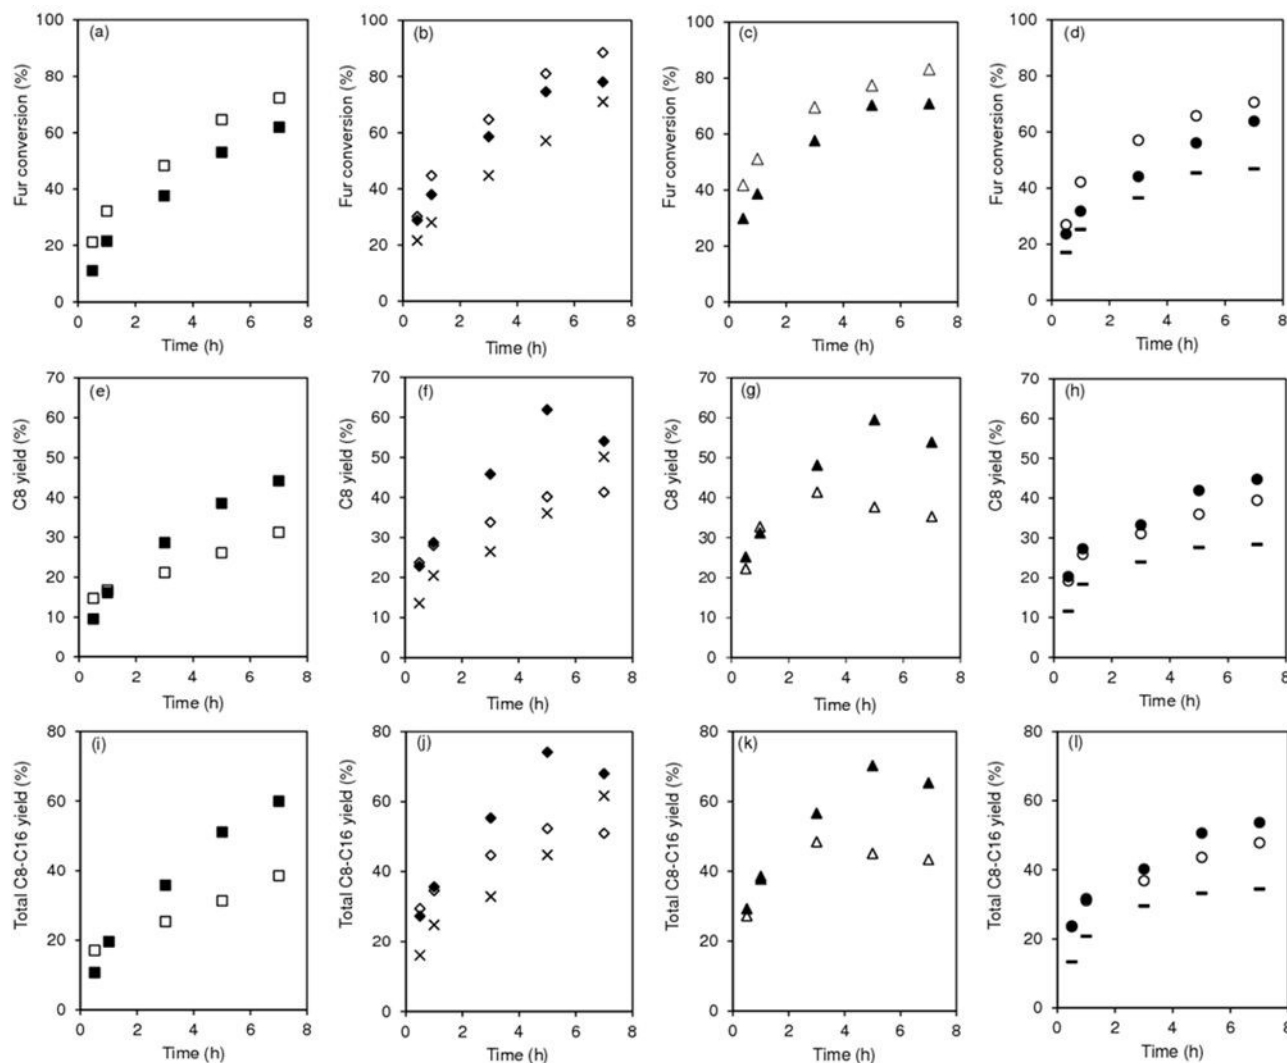 (a)
Fur conversion (%)
100
80
60
40
20
0
0 2 4 6 8
Time (h)
(b)
Fur conversion (%)
100
80
60
40
20
0
0 2 4 6 8
Time (h)
(c)
Fur conversion (%)
100
80
60
40
20
0
0 2 4 6 8
Time (h)
(d)
Fur conversion (%)
100
80
60
40
20
0
0 2 4 6 8
Time (h)
(e)
C8 yield (%)
70
60
50
40
30
20
10
0
0 2 4 6 8
Time (h)
(f)
C8 yield (%)
70
60
50
40
30
20
10
0
0 2 4 6 8
Time (h)
(g)
C8 yield (%)
70
60
50
40
30
20
10
0
0 2 4 6 8
Time (h)
(h)
C8 yield (%)
70
60
50
40
30
20
10
0
0 2 4 6 8
Time (h)
(i)
Total C8-C16 yield (%)
80
60
40
20
0
0 2 4 6 8
Time (h)
(j)
Total C8-C16 yield (%)
80
60
40
20
0
0 2 4 6 8
Time (h)
(k)
Total C8-C16 yield (%)
80
60
40
20
0
0 2 4 6 8
Time (h)
(l)
Total C8-C16 yield (%)
80
60
40
20
0
0 2 4 6 8
Time (h)